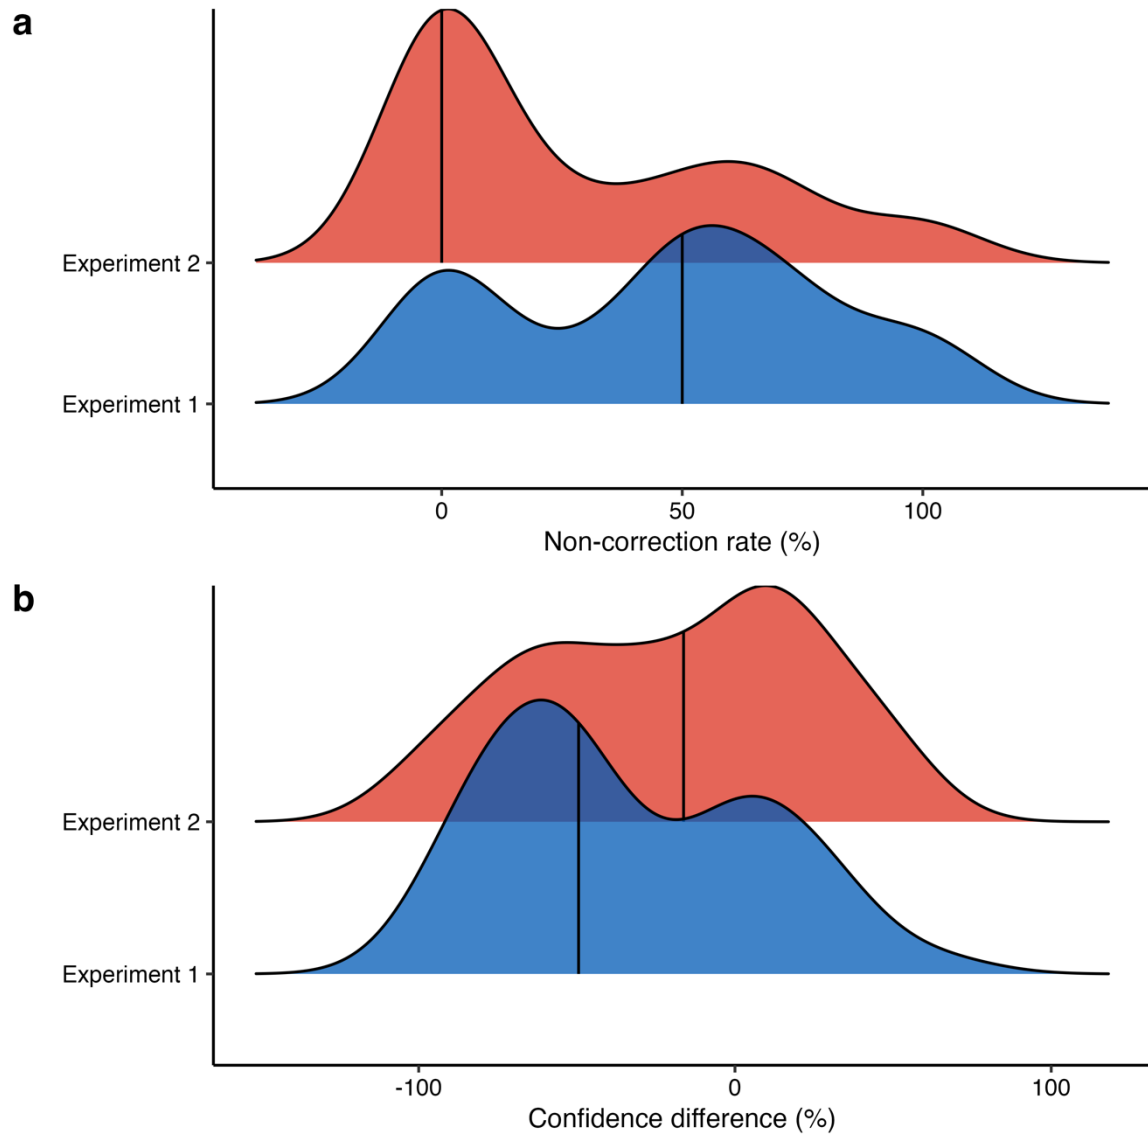 a
Experiment 2
Experiment 1
0 50 100
Non-correction rate (%)
b
Experiment 2
Experiment 1
-100 0 100
Confidence difference (%)